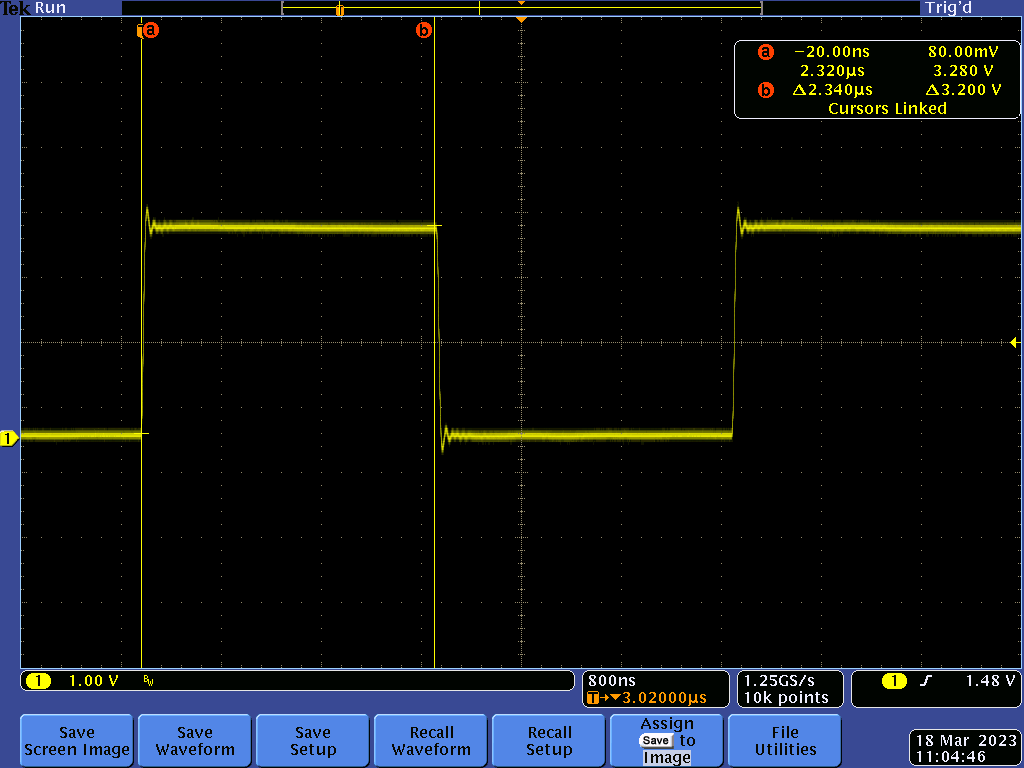 Tek Run Trig'd
a b
a −20.00ns 80.00mV
2.320µs 3.280 V
b Δ2.340µs Δ3.200 V
Cursors Linked
1
1 1.00 V BW
800ns
T→▼3.02000µs
1.25GS/s
10k points
1 ƒ 1.48 V
Save
Screen Image
Save
Waveform
Save
Setup
Recall
Waveform
Recall
Setup
Assign
Save to
Image
File
Utilities
18 Mar 2023
11:04:46